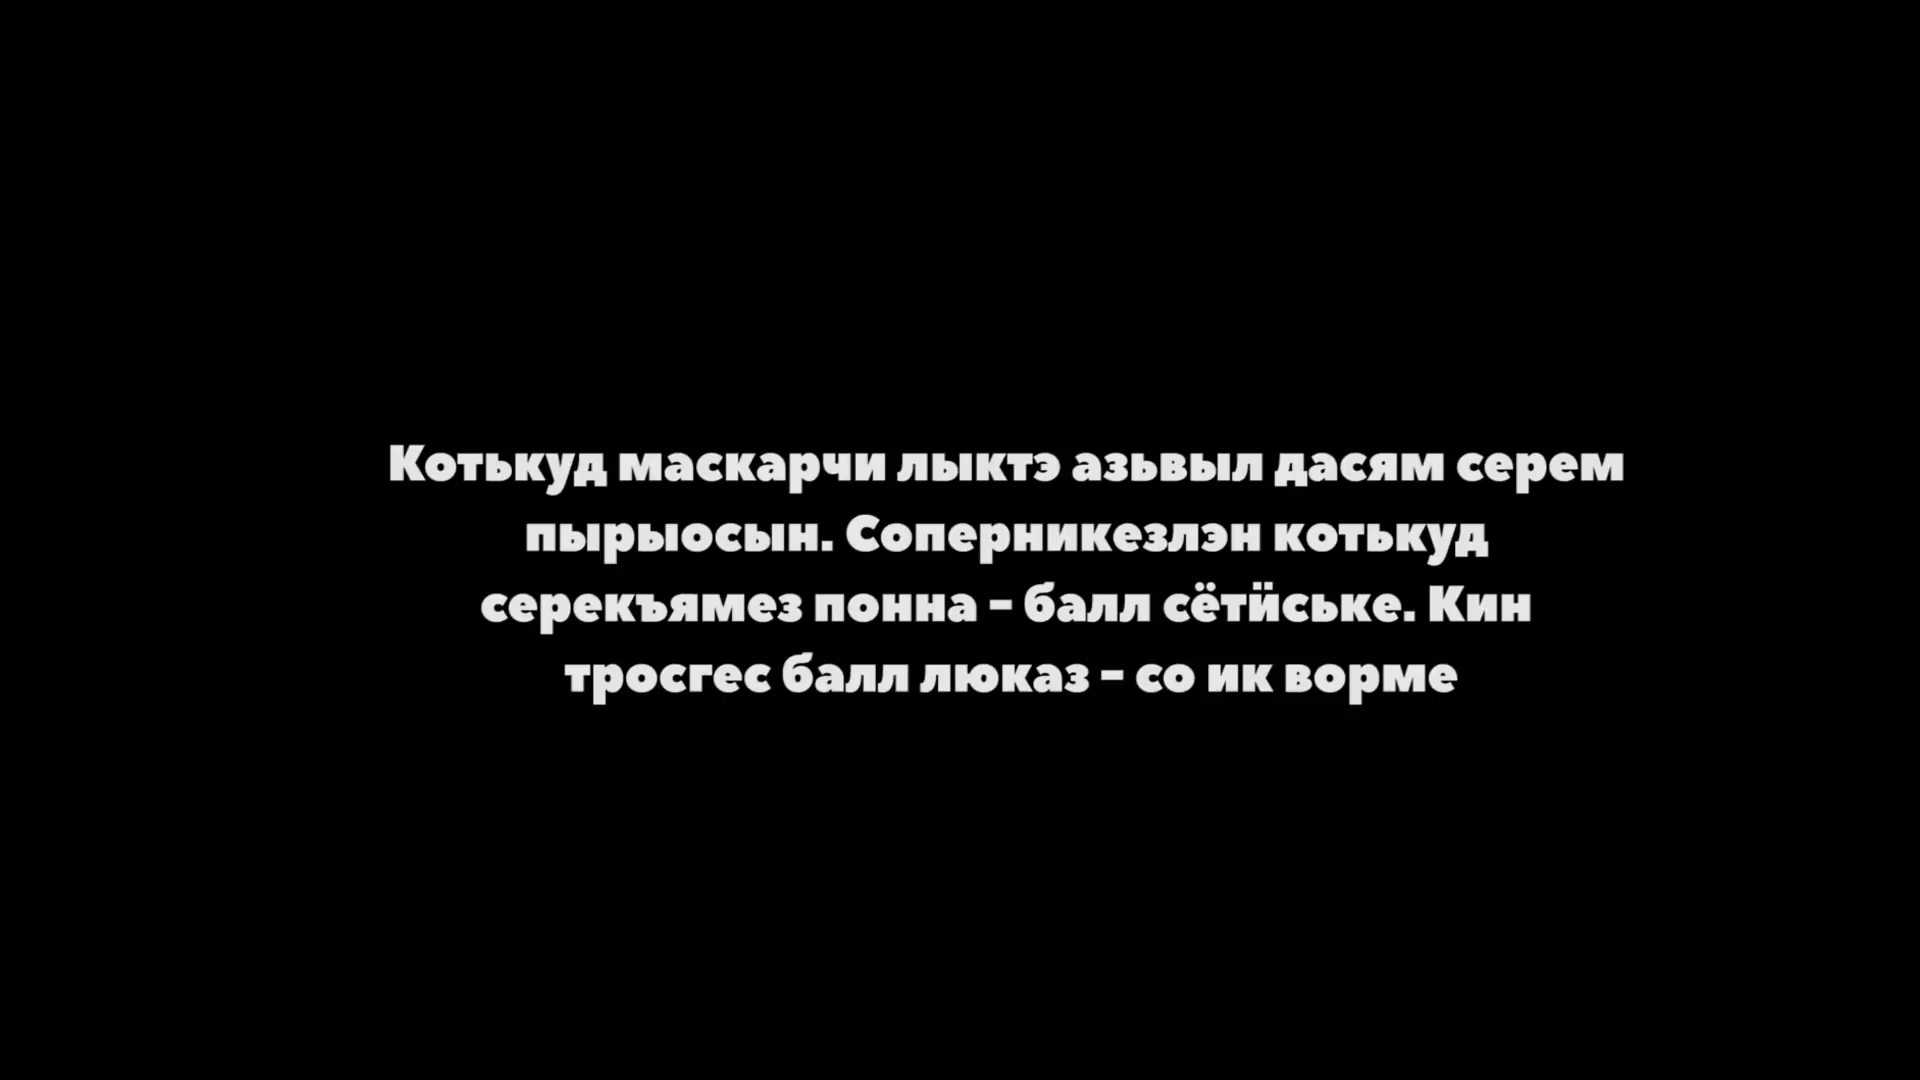 Котькуд маскарчи лыктэ азьвыл дасям серем
пырыосын. Соперникезлэн котькуд
серекъямез понна – балл сётӥське. Кин
тросгес балл люказ – со ик ворме